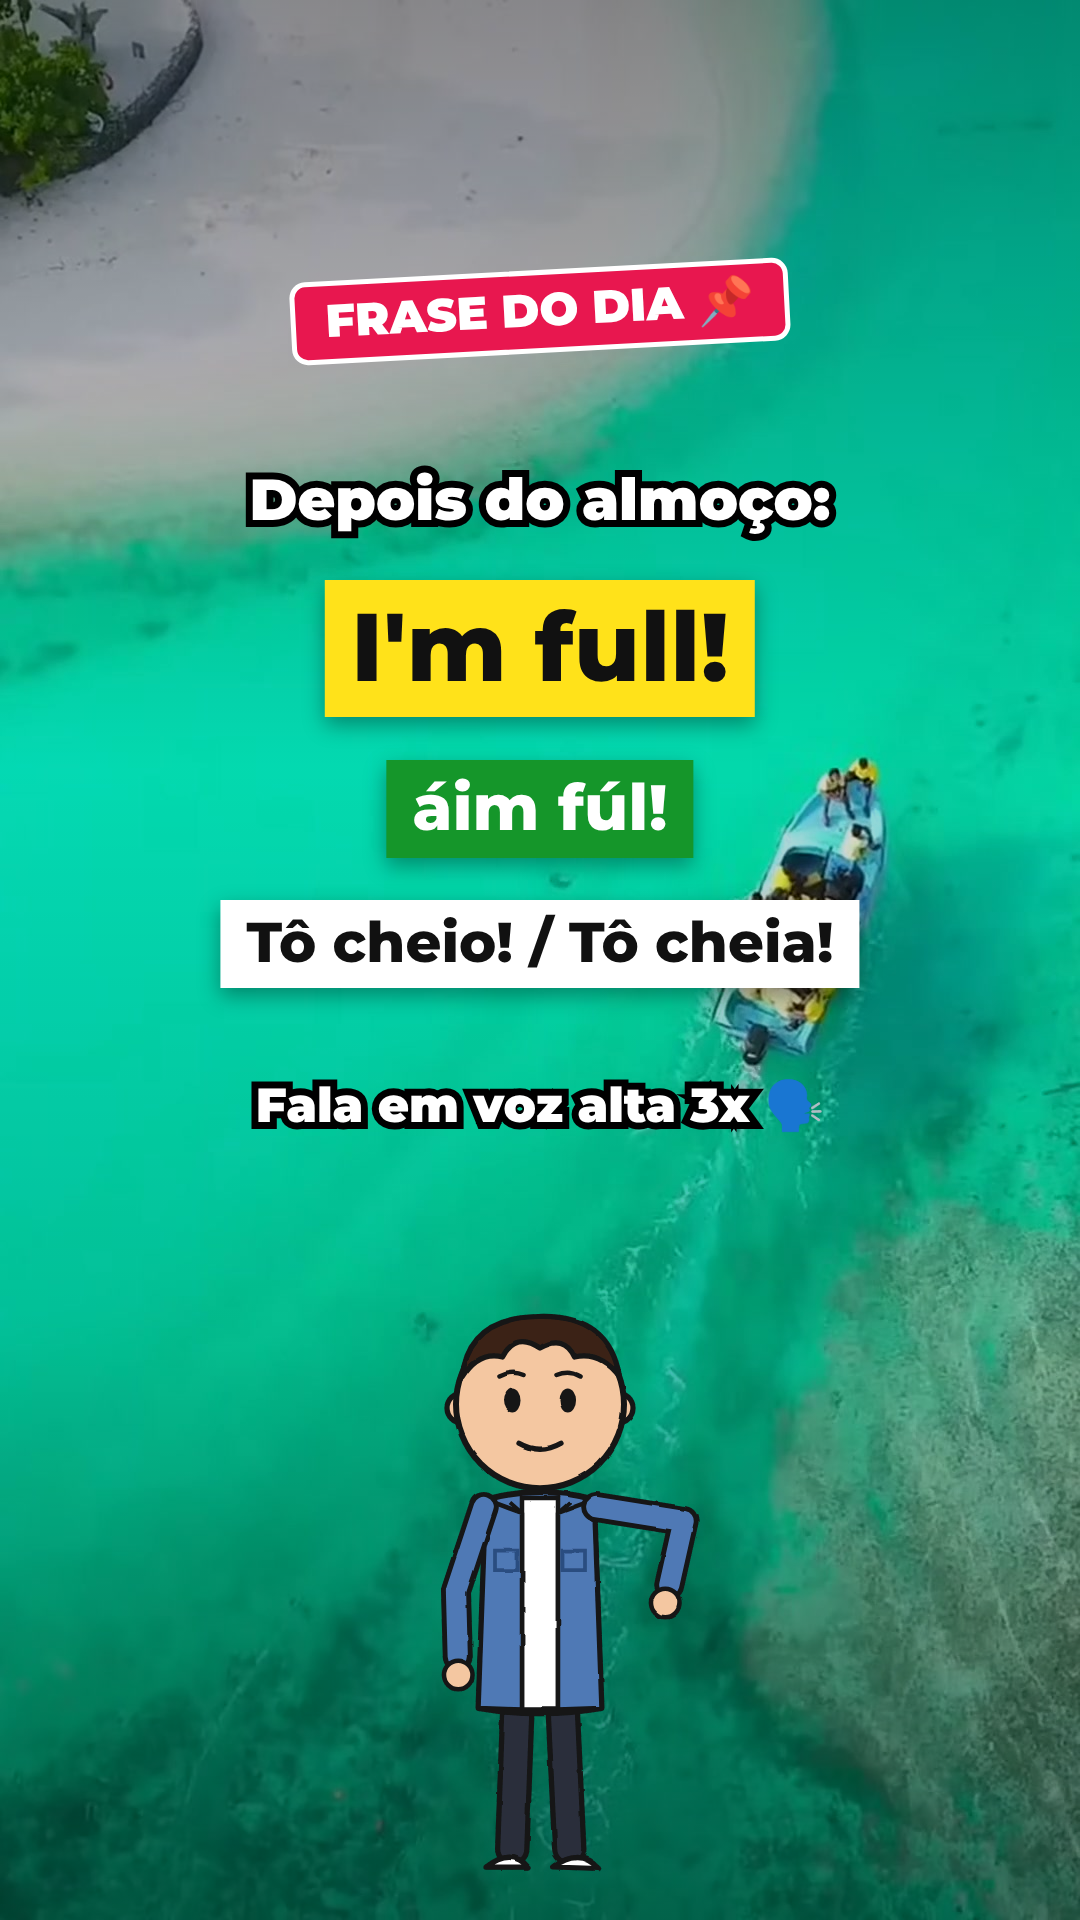 FRASE DO DIA 📌
Depois do almoço:
I'm full!
áim fúl!
Tô cheio! / Tô cheia!
Fala em voz alta 3x 🗣️